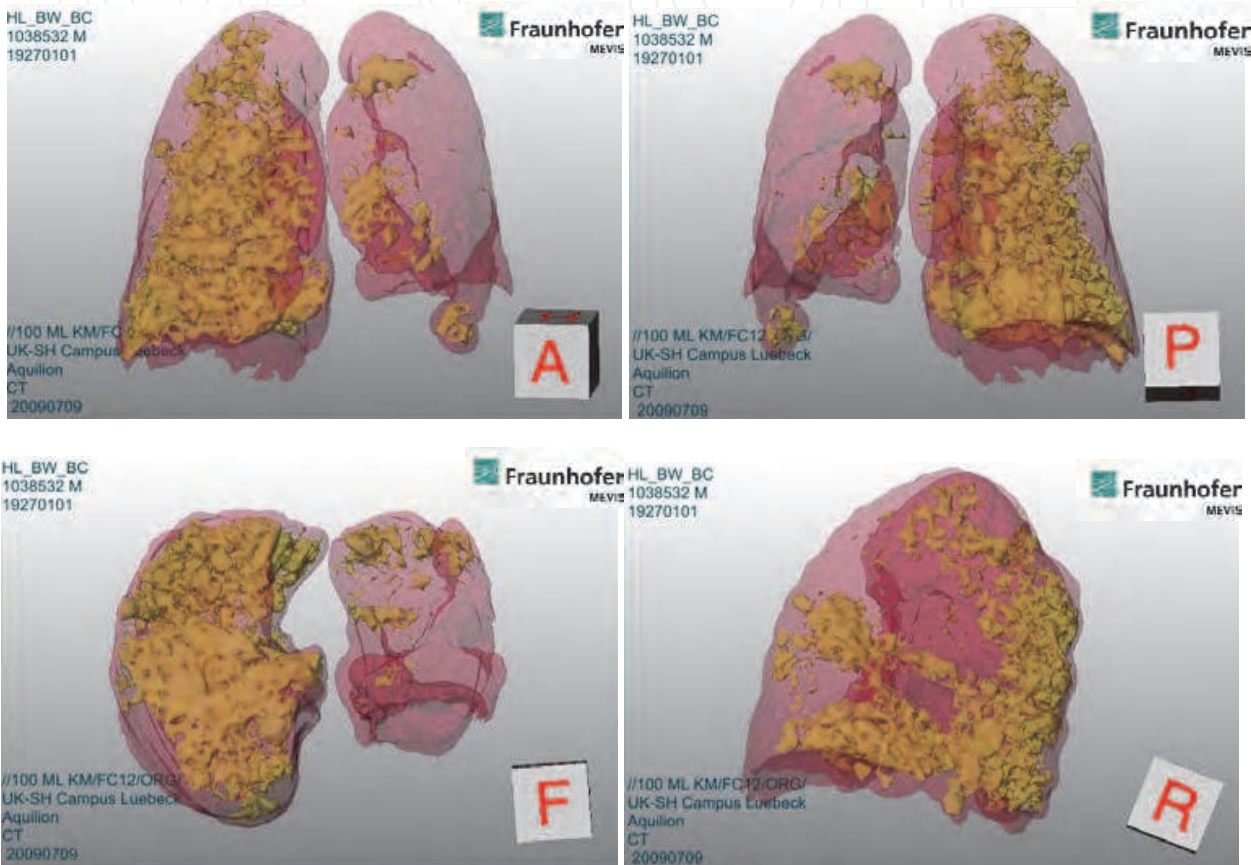 HL_BW_BC
1038532 M
19270101
Fraunhofer
MEVIS
//100 ML KM/FC
UK-SH Campus Luebeck
Aquilion
CT
20090709
A
HL_BW_BC
1038532 M
19270101
Fraunhofer
MEVIS
//100 ML KM/FC12/ORG/
UK-SH Campus Luebeck
Aquilion
CT
20090709
P
HL_BW_BC
1038532 M
19270101
Fraunhofer
MEVIS
//100 ML KM/FC12/ORG/
UK-SH Campus Luebeck
Aquilion
CT
20090709
F
HL_BW_BC
1038532 M
19270101
Fraunhofer
MEVIS
//100 ML KM/FC12/ORG/
UK-SH Campus Luebeck
Aquilion
CT
20090709
R